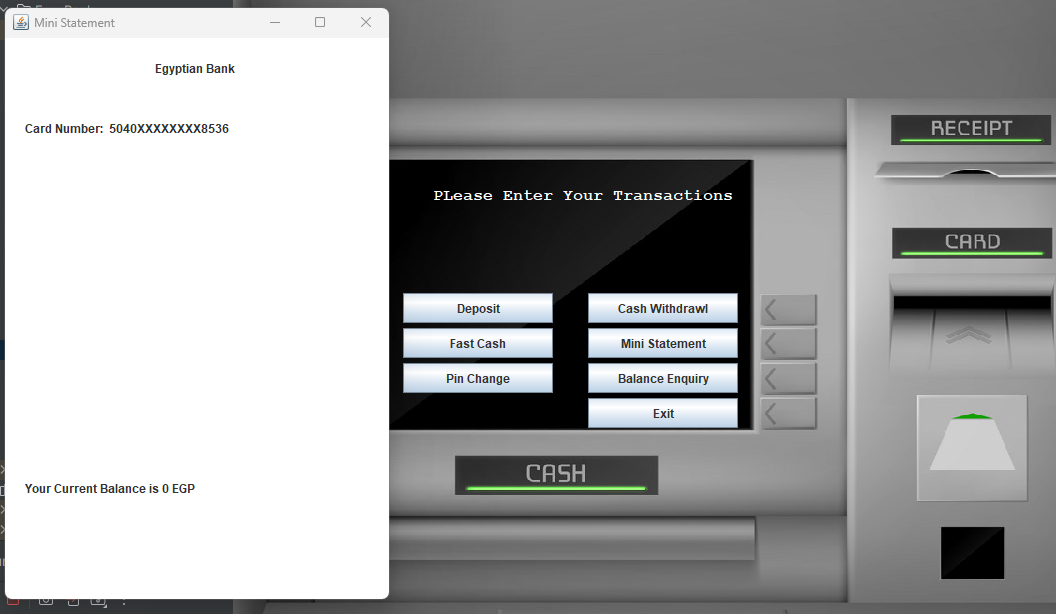 Mini Statement
Egyptian Bank
Card Number: 5040XXXXXXXX8536
Your Current Balance is 0 EGP
PLease Enter Your Transactions
Deposit
Cash Withdrawl
Fast Cash
Mini Statement
Pin Change
Balance Enquiry
Exit
CASH
RECEIPT
CARD